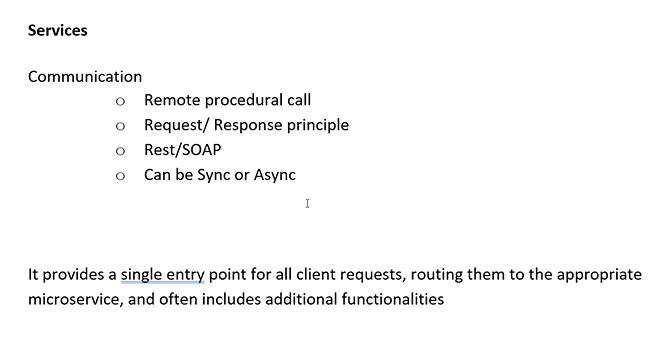 Services
Communication
o Remote procedural call
o Request/ Response principle
o Rest/SOAP
o Can be Sync or Async
It provides a single entry point for all client requests, routing them to the appropriate
microservice, and often includes additional functionalities